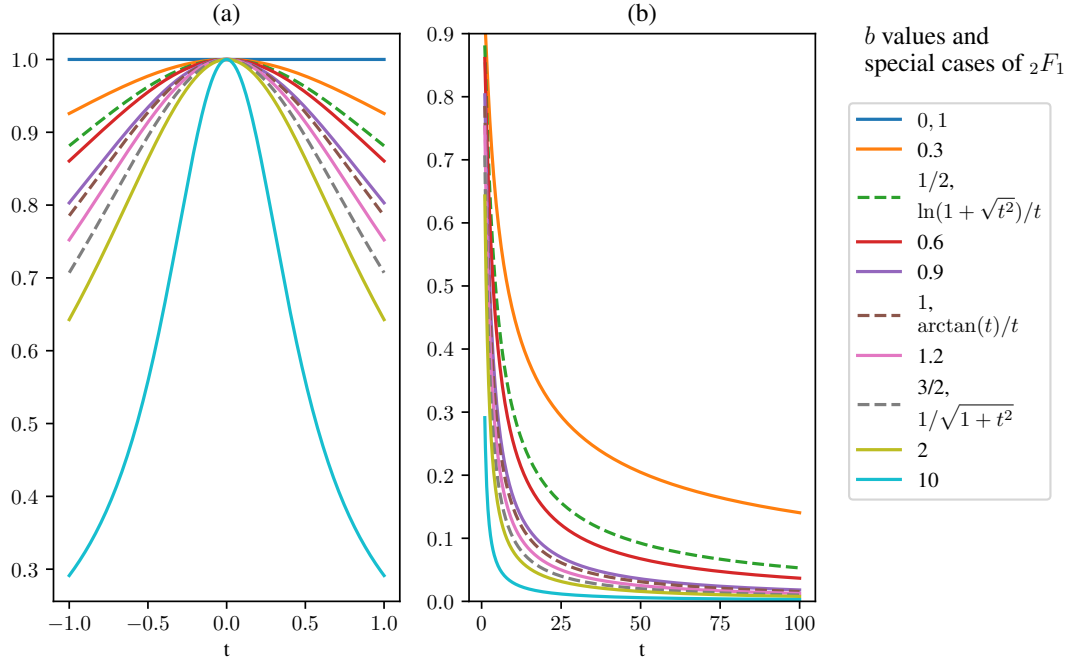 (a)
1.0
0.9
0.8
0.7
0.6
0.5
0.4
0.3
−1.0 −0.5 0.0 0.5 1.0
t
(b)
0.9
0.8
0.7
0.6
0.5
0.4
0.3
0.2
0.1
0.0
0 25 50 75 100
t
b values and
special cases of ₂F₁
0, 1
0.3
1/2,
ln(1 + √t²)/t
0.6
0.9
1,
arctan(t)/t
1.2
3/2,
1/√1 + t²
2
10